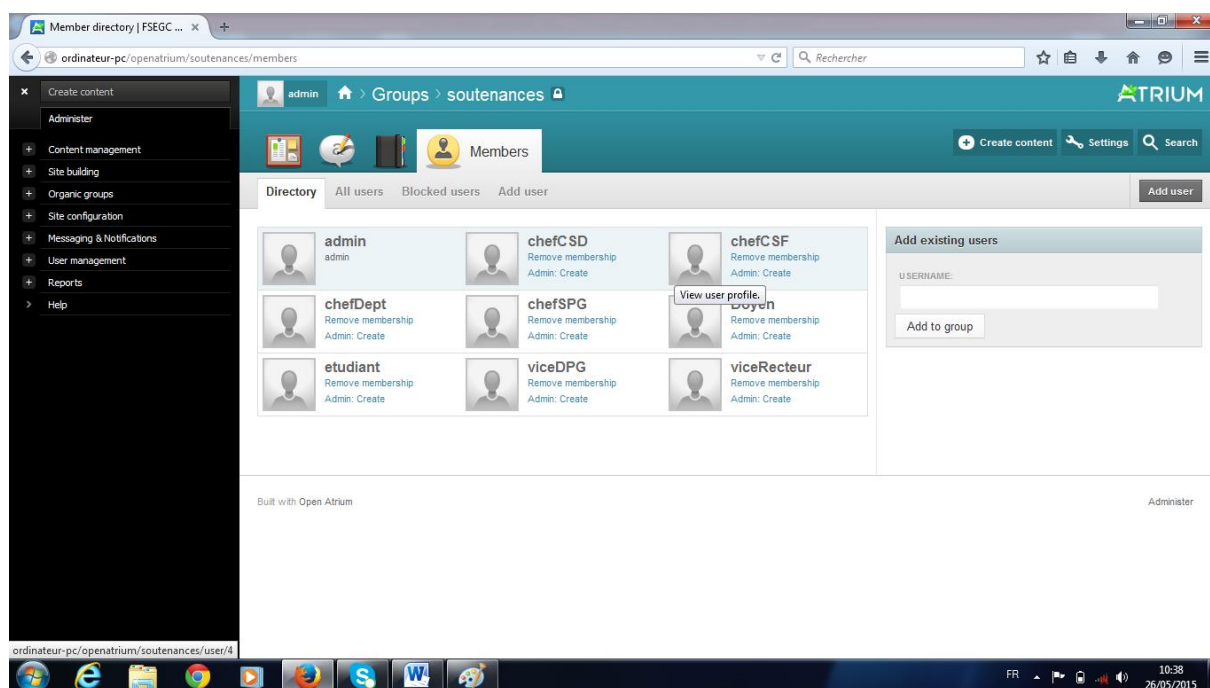 Member directory | FSEGC ... × +
ordinateur-pc/openatrium/soutenances/members
Rechercher
× Create content
Administer
+ Content management
+ Site building
+ Organic groups
+ Site configuration
+ Messaging & Notifications
+ User management
+ Reports
> Help
admin > Groups > soutenances
ATRIUM
Members
Create content Settings Search
Directory All users Blocked users Add user
Add user
admin
admin
chefCSD
Remove membership
Admin: Create
chefCSF
Remove membership
Admin: Create
View user profile.
chefDept
Remove membership
Admin: Create
chefSPG
Remove membership
Admin: Create
Doyen
Remove membership
Admin: Create
etudiant
Remove membership
Admin: Create
viceDPG
Remove membership
Admin: Create
viceRecteur
Remove membership
Admin: Create
Add existing users
USERNAME:
Add to group
Built with Open Atrium
Administer
ordinateur-pc/openatrium/soutenances/user/4
FR
10:38
26/05/2015